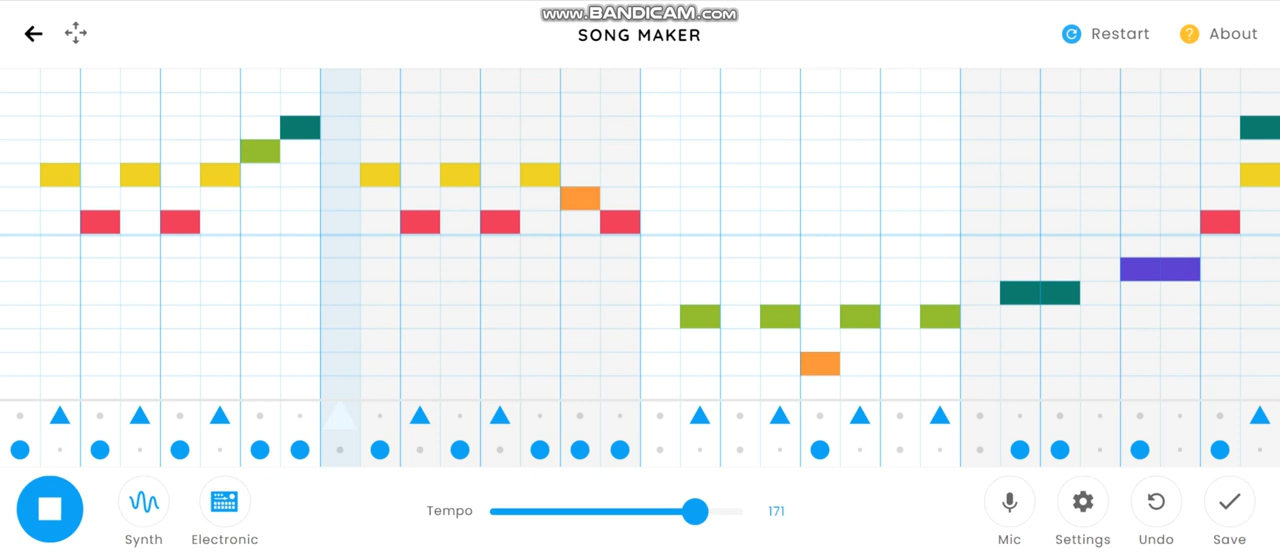 www.BANDICAM.com
SONG MAKER
Restart
About
Synth
Electronic
Tempo
171
Mic
Settings
Undo
Save